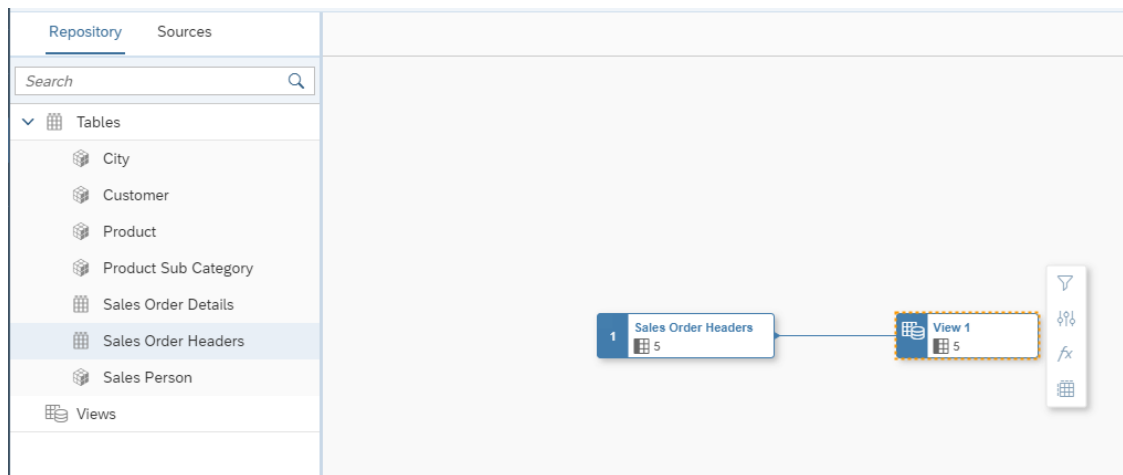 Repository Sources
Search
Tables
City
Customer
Product
Product Sub Category
Sales Order Details
Sales Order Headers
Sales Person
Views
1 Sales Order Headers
5
View 1
5
fx